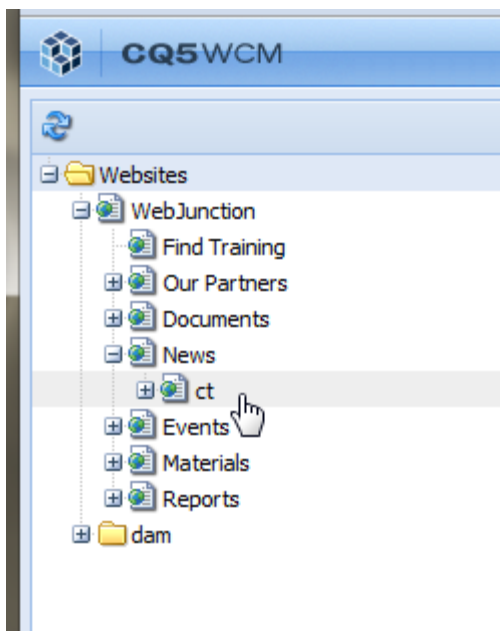 CQ5WCM
Websites
WebJunction
Find Training
Our Partners
Documents
News
ct
Events
Materials
Reports
dam